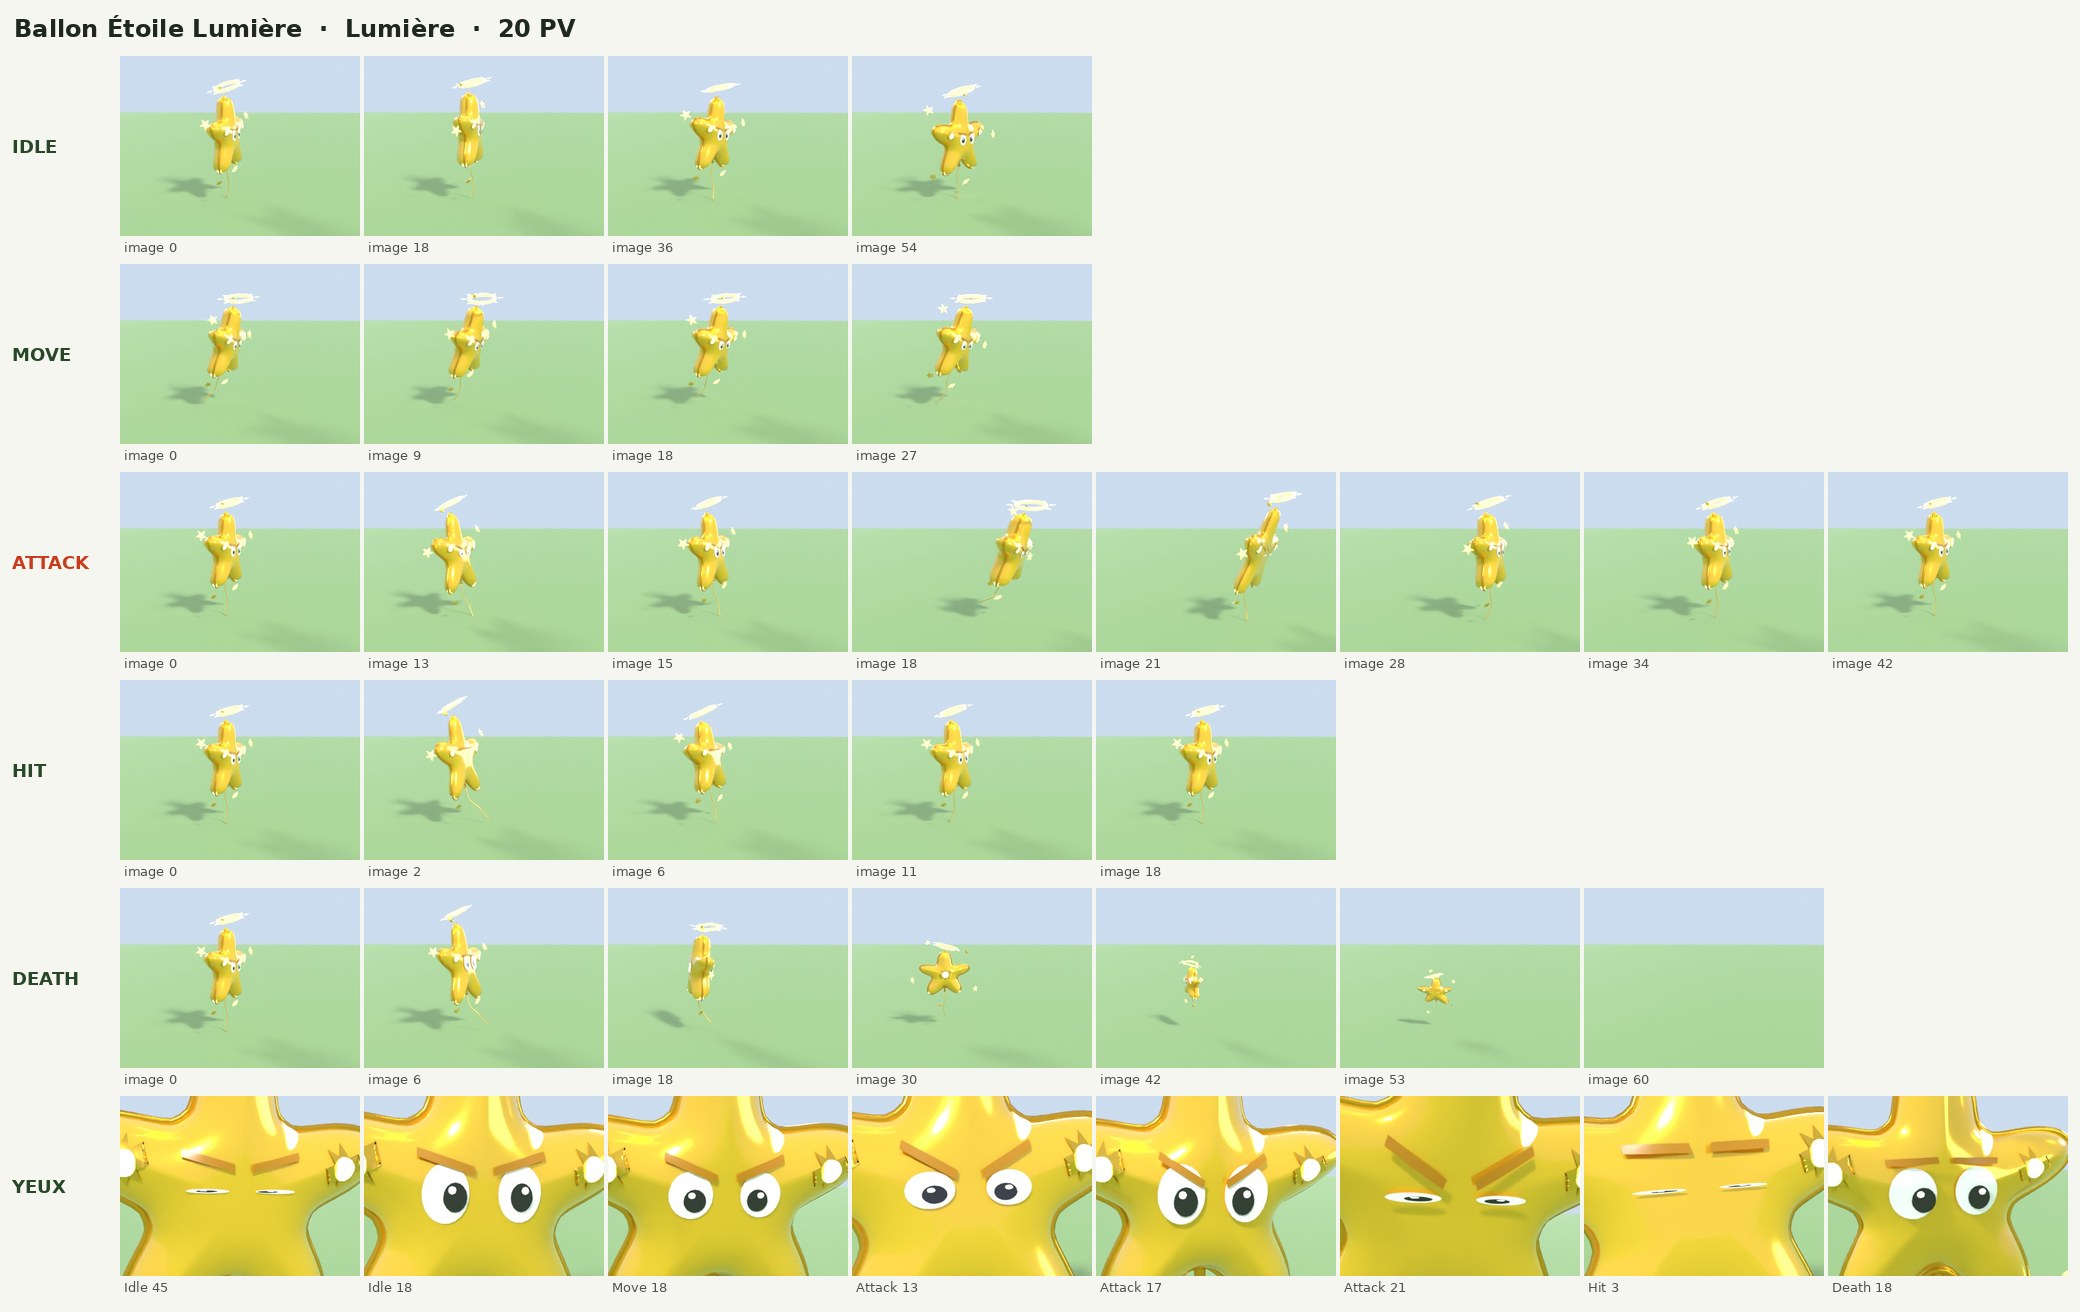 Ballon Étoile Lumière · Lumière · 20 PV
IDLE
image 0
image 18
image 36
image 54
MOVE
image 0
image 9
image 18
image 27
ATTACK
image 0
image 13
image 15
image 18
image 21
image 28
image 34
image 42
HIT
image 0
image 2
image 6
image 11
image 18
DEATH
image 0
image 6
image 18
image 30
image 42
image 53
image 60
YEUX
Idle 45
Idle 18
Move 18
Attack 13
Attack 17
Attack 21
Hit 3
Death 18